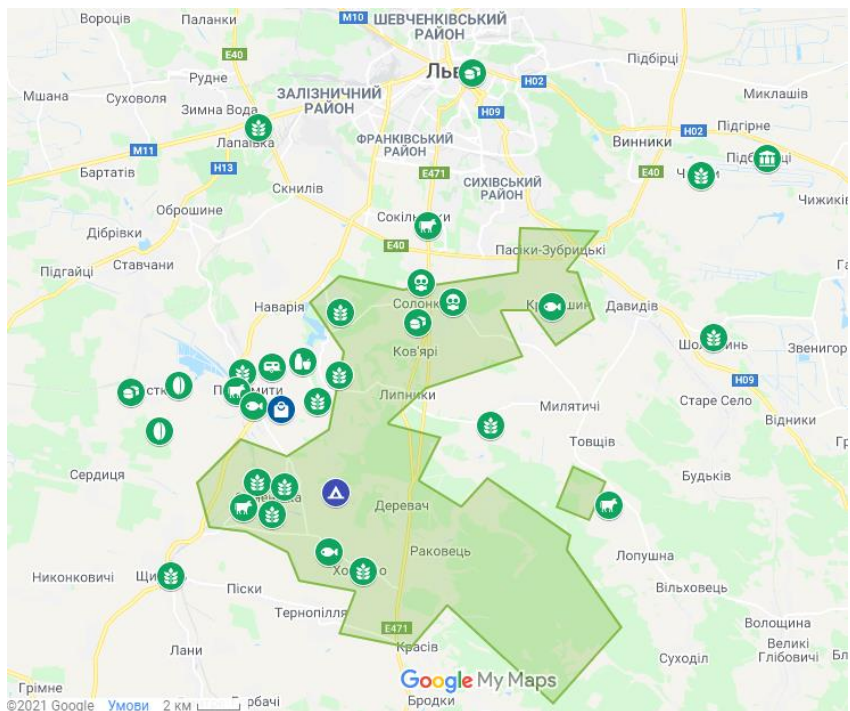 Вороців
Паланки
M10
ШЕВЧЕНКІВСЬКИЙ
РАЙОН
E40
Підбірці
Рудне
Мшана
Суховоля
ЗАЛІЗНИЧНИЙ
РАЙОН
H02
Миклашів
Зимна Вода
H09
Лапаївка
H02
Підгірне
M11
ФРАНКІВСЬКИЙ
РАЙОН
Винники
Бартатів
H13
E471
СИХІВСЬКИЙ
РАЙОН
E40
Скнилів
Чижиків
Оброшине
Дібрівки
E40
Пасіки-Зубрицькі
Ставчани
Підгайці
Наварія
Давидів
Ков'ярі
Звенигор
H09
Липники
Милятичі
Старе Село
Відники
Товщів
Сердиця
Будьків
Деревач
Раковець
Лопушна
Никонковичі
Піски
Вільховець
Тернопілля
Волощина
E471
Красів
Великі
Глібовичі
Лани
Суходіл
Грімне
Бродки
Google My Maps
©2021 Google
Умови
2 км